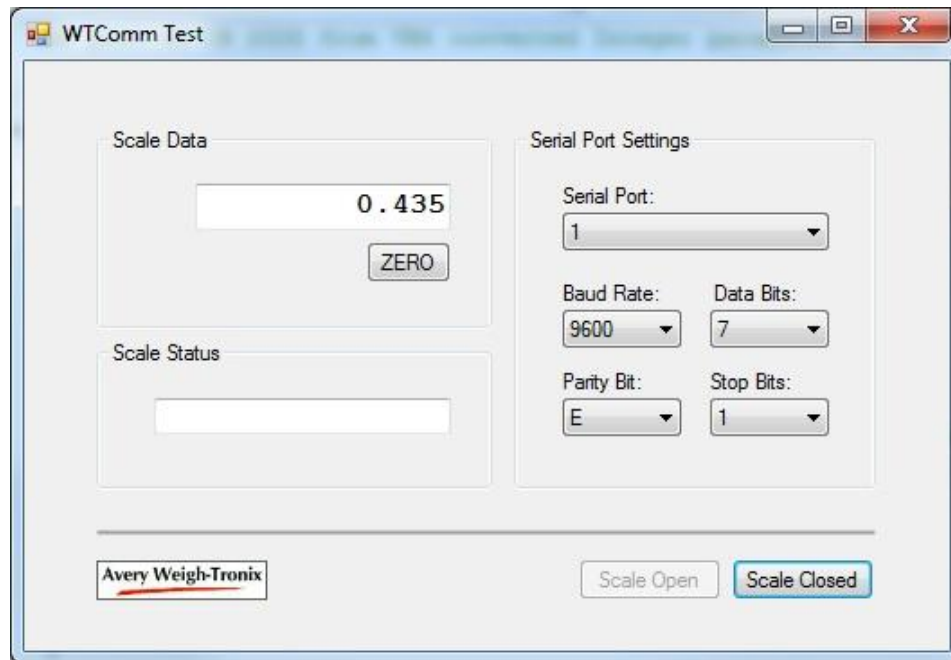 WTComm Test
Scale Data
0.435
ZERO
Scale Status
Serial Port Settings
Serial Port:
1
Baud Rate: Data Bits:
9600 7
Parity Bit: Stop Bits:
E 1
Avery Weigh-Tronix
Scale Open Scale Closed